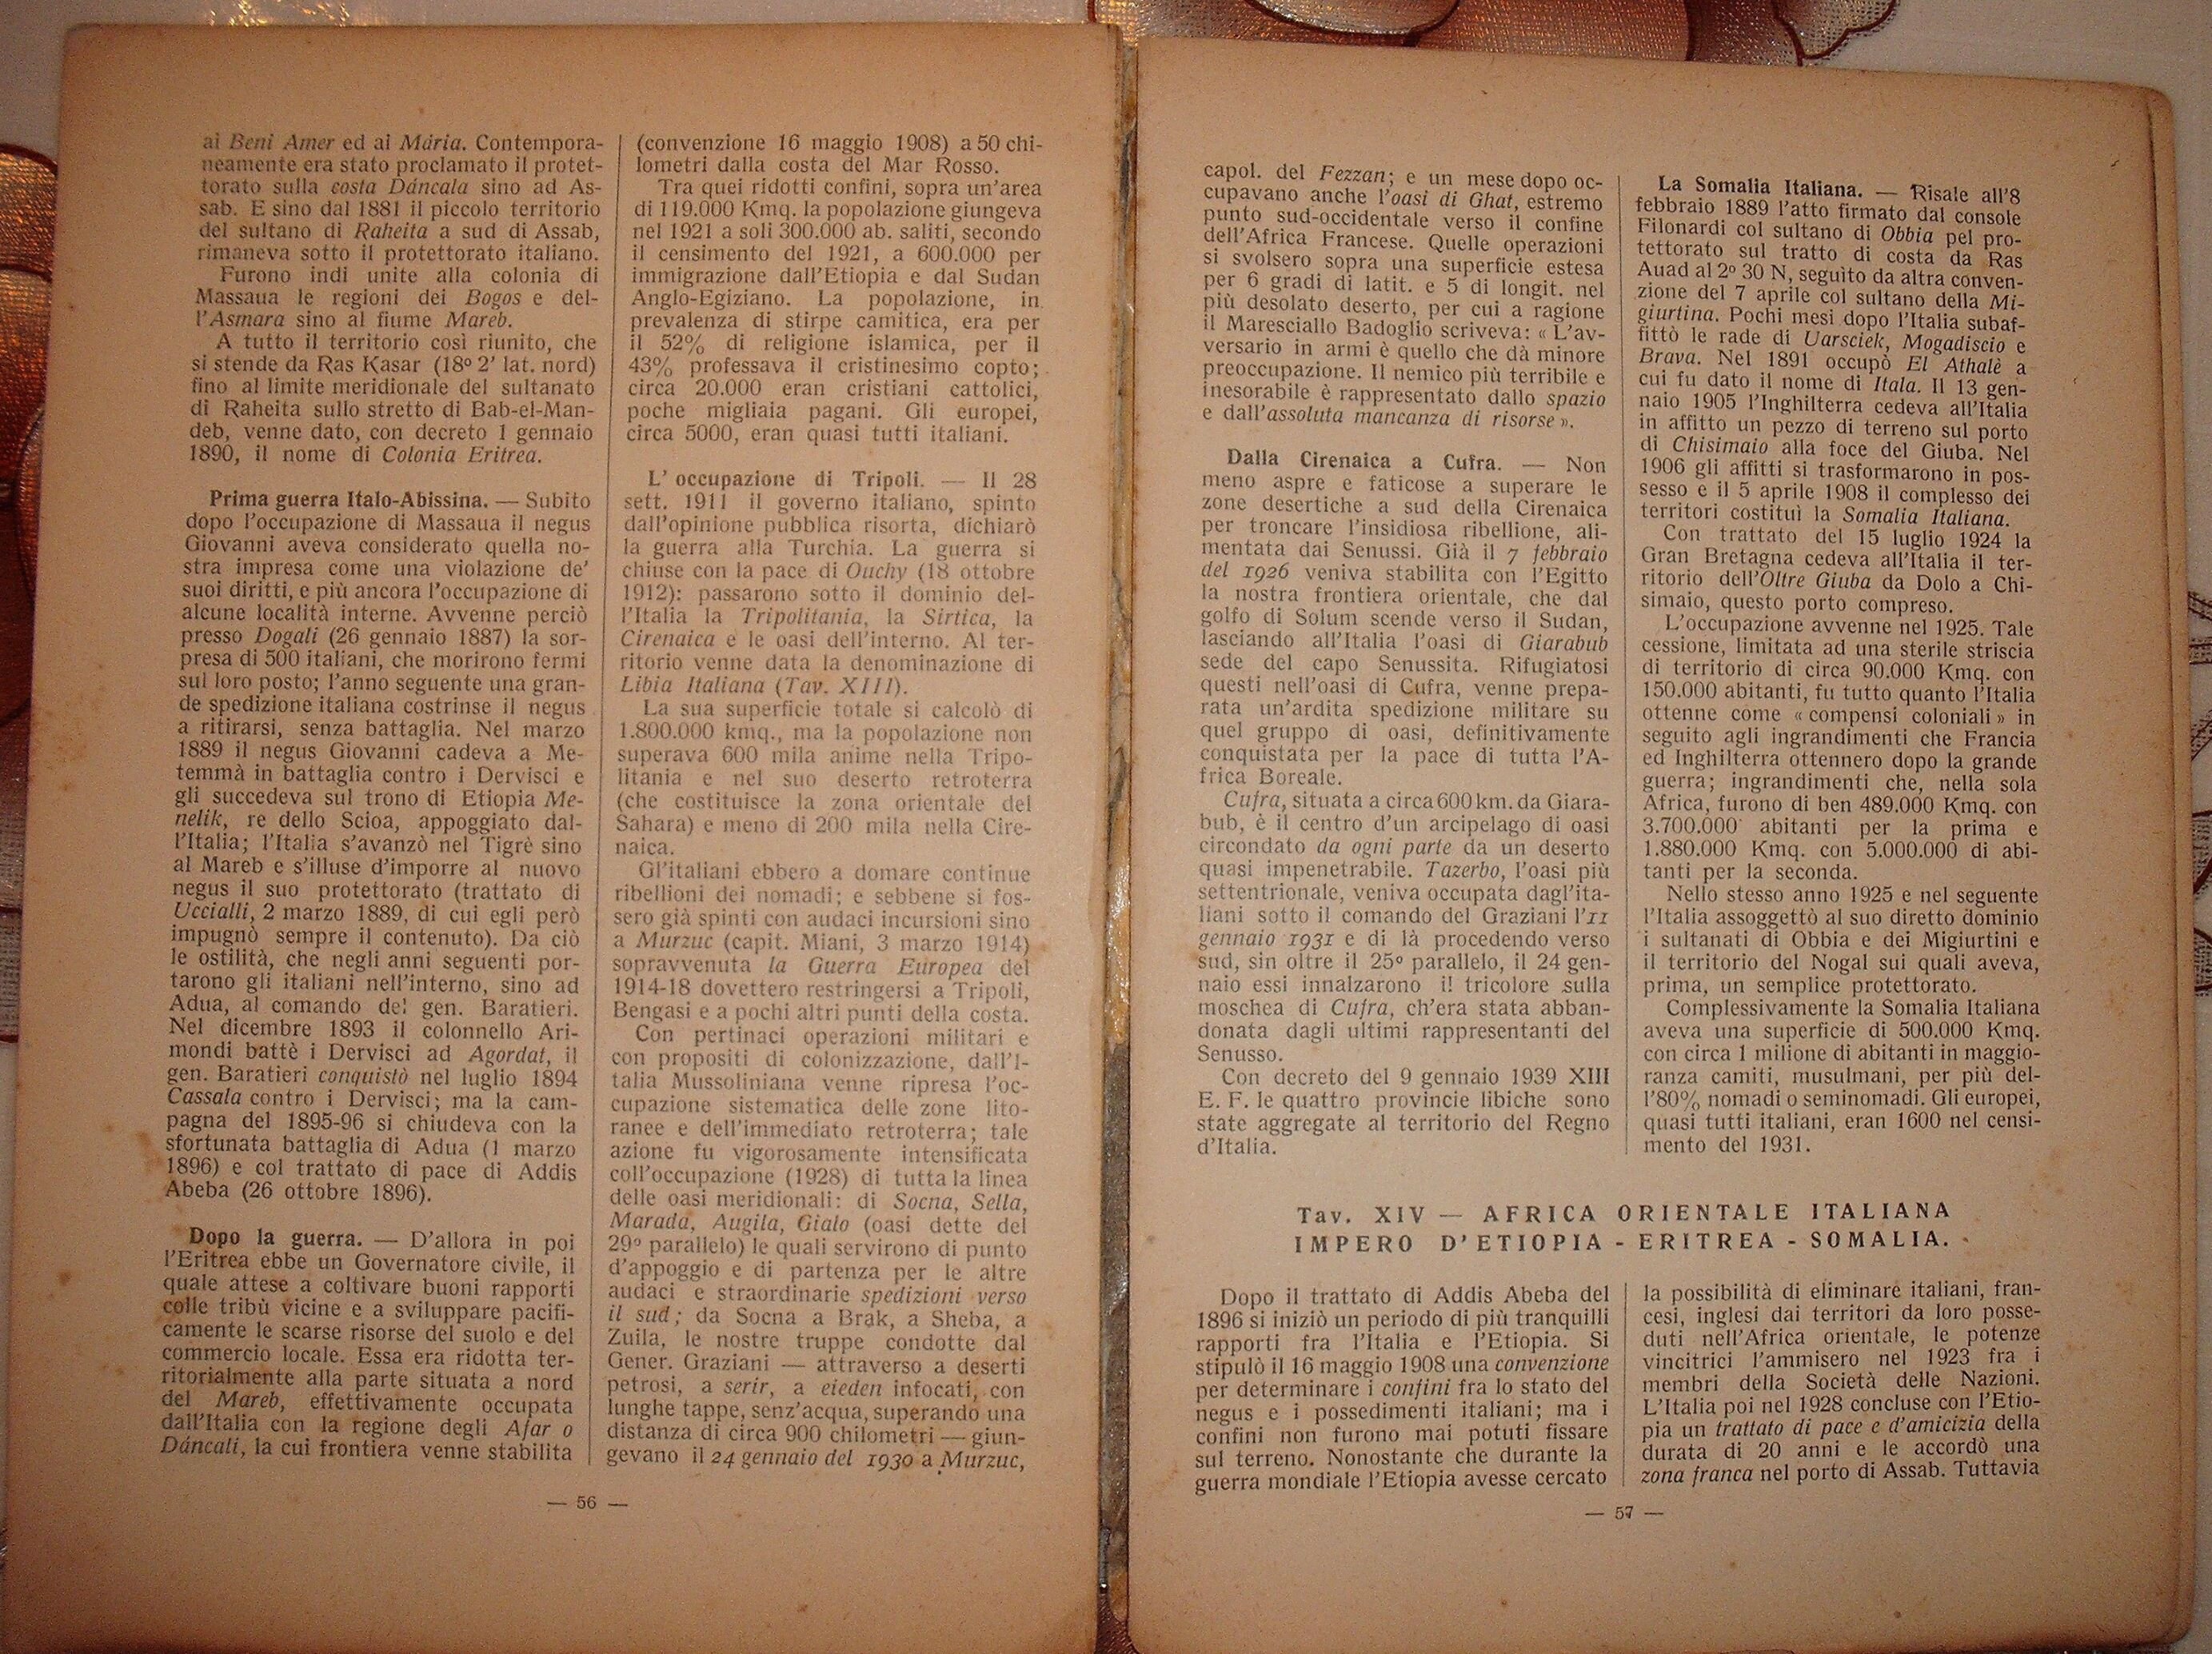 ai Beni Amer ed ai Mária. Contempora-
neamente era stato proclamato il protet-
torato sulla costa Dáncala sino ad As-
sab. E sino dal 1881 il piccolo territorio
del sultano di Raheita a sud di Assab,
rimaneva sotto il protettorato italiano.
Furono indi unite alla colonia di
Massaua le regioni dei Bogos e del-
l'Asmara sino al fiume Mareb.
A tutto il territorio così riunito, che
si stende da Ras Kasar (18º 2' lat. nord)
fino al limite meridionale del sultanato
di Raheita sullo stretto di Bab-el-Man-
deb, venne dato, con decreto 1 gennaio
1890, il nome di Colonia Eritrea.
Prima guerra Italo-Abissina. — Subito
dopo l'occupazione di Massaua il negus
Giovanni aveva considerato quella no-
stra impresa come una violazione de'
suoi diritti, e più ancora l'occupazione di
alcune località interne. Avvenne perciò
presso Dogali (26 gennaio 1887) la sor-
presa di 500 italiani, che morirono fermi
sul loro posto; l'anno seguente una gran-
de spedizione italiana costrinse il negus
a ritirarsi, senza battaglia. Nel marzo
1889 il negus Giovanni cadeva a Me-
temmà in battaglia contro i Dervisci e
gli succedeva sul trono di Etiopia Me-
nelik, re dello Scioa, appoggiato dal-
l'Italia; l'Italia s'avanzò nel Tigrè sino
al Mareb e s'illuse d'imporre al nuovo
negus il suo protettorato (trattato di
Uccialli, 2 marzo 1889, di cui egli però
impugnò sempre il contenuto). Da ciò
le ostilità, che negli anni seguenti por-
tarono gli italiani nell'interno, sino ad
Adua, al comando del gen. Baratieri.
Nel dicembre 1893 il colonnello Ari-
mondi battè i Dervisci ad Agordat, il
gen. Baratieri conquistò nel luglio 1894
Cassala contro i Dervisci; ma la cam-
pagna del 1895-96 si chiudeva con la
sfortunata battaglia di Adua (1 marzo
1896) e col trattato di pace di Addis
Abeba (26 ottobre 1896).
Dopo la guerra. — D'allora in poi
l'Eritrea ebbe un Governatore civile, il
quale attese a coltivare buoni rapporti
colle tribù vicine e a sviluppare pacifi-
camente le scarse risorse del suolo e del
commercio locale. Essa era ridotta ter-
ritorialmente alla parte situata a nord
del Mareb, effettivamente occupata
dall'Italia con la regione degli Afar o
Dáncali, la cui frontiera venne stabilita
(convenzione 16 maggio 1908) a 50 chi-
lometri dalla costa del Mar Rosso.
Tra quei ridotti confini, sopra un'area
di 119.000 Kmq. la popolazione giungeva
nel 1921 a soli 300.000 ab. saliti, secondo
il censimento del 1921, a 600.000 per
immigrazione dall'Etiopia e dal Sudan
Anglo-Egiziano. La popolazione, in
prevalenza di stirpe camitica, era per
il 52% di religione islamica, per il
43% professava il cristinesimo copto;
circa 20.000 eran cristiani cattolici,
poche migliaia pagani. Gli europei,
circa 5000, eran quasi tutti italiani.
L'occupazione di Tripoli. — Il 28
sett. 1911 il governo italiano, spinto
dall'opinione pubblica risorta, dichiarò
la guerra alla Turchia. La guerra si
chiuse con la pace di Ouchy (18 ottobre
1912): passarono sotto il dominio del-
l'Italia la Tripolitania, la Sirtica, la
Cirenaica e le oasi dell'interno. Al ter-
ritorio venne data la denominazione di
Libia Italiana (Tav. XIII).
La sua superficie totale si calcolò di
1.800.000 kmq., ma la popolazione non
superava 600 mila anime nella Tripo-
litania e nel suo deserto retroterra
(che costituisce la zona orientale del
Sahara) e meno di 200 mila nella Cire-
naica.
Gl'italiani ebbero a domare continue
ribellioni dei nomadi; e sebbene si fos-
sero già spinti con audaci incursioni sino
a Murzuc (capit. Miani, 3 marzo 1914)
sopravvenuta la Guerra Europea del
1914-18 dovettero restringersi a Tripoli,
Bengasi e a pochi altri punti della costa.
Con pertinaci operazioni militari e
con propositi di colonizzazione, dall'I-
talia Mussoliniana venne ripresa l'oc-
cupazione sistematica delle zone lito-
ranee e dell'immediato retroterra; tale
azione fu vigorosamente intensificata
coll'occupazione (1928) di tutta la linea
delle oasi meridionali: di Socna, Sella,
Marada, Augila, Gialo (oasi dette del
29º parallelo) le quali servirono di punto
d'appoggio e di partenza per le altre
audaci e straordinarie spedizioni verso
il sud; da Socna a Brak, a Sheba, a
Zuila, le nostre truppe condotte dal
Gener. Graziani — attraverso a deserti
petrosi, a serir, a eieden infocati, con
lunghe tappe, senz'acqua, superando una
distanza di circa 900 chilometri — giun-
gevano il 24 gennaio del 1930 a Murzuc,
— 56 —
capol. del Fezzan; e un mese dopo oc-
cupavano anche l'oasi di Ghat, estremo
punto sud-occidentale verso il confine
dell'Africa Francese. Quelle operazioni
si svolsero sopra una superficie estesa
per 6 gradi di latit. e 5 di longit. nel
più desolato deserto, per cui a ragione
il Maresciallo Badoglio scriveva: « L'av-
versario in armi è quello che dà minore
preoccupazione. Il nemico più terribile e
inesorabile è rappresentato dallo spazio
e dall'assoluta mancanza di risorse ».
Dalla Cirenaica a Cufra. — Non
meno aspre e faticose a superare le
zone desertiche a sud della Cirenaica
per troncare l'insidiosa ribellione, ali-
mentata dai Senussi. Già il 7 febbraio
del 1926 veniva stabilita con l'Egitto
la nostra frontiera orientale, che dal
golfo di Solum scende verso il Sudan,
lasciando all'Italia l'oasi di Giarabub
sede del capo Senussita. Rifugiatosi
questi nell'oasi di Cufra, venne prepa-
rata un'ardita spedizione militare su
quel gruppo di oasi, definitivamente
conquistata per la pace di tutta l'A-
frica Boreale.
Cufra, situata a circa 600 km. da Giara-
bub, è il centro d'un arcipelago di oasi
circondato da ogni parte da un deserto
quasi impenetrabile. Tazerbo, l'oasi più
settentrionale, veniva occupata dagl'ita-
liani sotto il comando del Graziani l'11
gennaio 1931 e di là procedendo verso
sud, sin oltre il 25º parallelo, il 24 gen-
naio essi innalzarono il tricolore sulla
moschea di Cufra, ch'era stata abban-
donata dagli ultimi rappresentanti del
Senusso.
Con decreto del 9 gennaio 1939 XIII
E. F. le quattro provincie libiche sono
state aggregate al territorio del Regno
d'Italia.
La Somalia Italiana. — Risale all'8
febbraio 1889 l'atto firmato dal console
Filonardi col sultano di Obbia pel pro-
tettorato sul tratto di costa da Ras
Auad al 2º 30 N, seguito da altra conven-
zione del 7 aprile col sultano della Mi-
giurtina. Pochi mesi dopo l'Italia subaf-
fittò le rade di Uarsciek, Mogadiscio e
Brava. Nel 1891 occupò El Athalè a
cui fu dato il nome di Itala. Il 13 gen-
naio 1905 l'Inghilterra cedeva all'Italia
in affitto un pezzo di terreno sul porto
di Chisimaio alla foce del Giuba. Nel
1906 gli affitti si trasformarono in pos-
sesso e il 5 aprile 1908 il complesso dei
territori costituì la Somalia Italiana.
Con trattato del 15 luglio 1924 la
Gran Bretagna cedeva all'Italia il ter-
ritorio dell'Oltre Giuba da Dolo a Chi-
simaio, questo porto compreso.
L'occupazione avvenne nel 1925. Tale
cessione, limitata ad una sterile striscia
di territorio di circa 90.000 Kmq. con
150.000 abitanti, fu tutto quanto l'Italia
ottenne come « compensi coloniali » in
seguito agli ingrandimenti che Francia
ed Inghilterra ottennero dopo la grande
guerra; ingrandimenti che, nella sola
Africa, furono di ben 489.000 Kmq. con
3.700.000 abitanti per la prima e
1.880.000 Kmq. con 5.000.000 di abi-
tanti per la seconda.
Nello stesso anno 1925 e nel seguente
l'Italia assoggettò al suo diretto dominio
i sultanati di Obbia e dei Migiurtini e
il territorio del Nogal sui quali aveva,
prima, un semplice protettorato.
Complessivamente la Somalia Italiana
aveva una superficie di 500.000 Kmq.
con circa 1 milione di abitanti in maggio-
ranza camiti, musulmani, per più del-
l'80% nomadi o seminomadi. Gli europei,
quasi tutti italiani, eran 1600 nel censi-
mento del 1931.
Tav. XIV — AFRICA ORIENTALE ITALIANA
IMPERO D'ETIOPIA - ERITREA - SOMALIA.
Dopo il trattato di Addis Abeba del
1896 si iniziò un periodo di più tranquilli
rapporti fra l'Italia e l'Etiopia. Si
stipulò il 16 maggio 1908 una convenzione
per determinare i confini fra lo stato del
negus e i possedimenti italiani; ma i
confini non furono mai potuti fissare
sul terreno. Nonostante che durante la
guerra mondiale l'Etiopia avesse cercato
la possibilità di eliminare italiani, fran-
cesi, inglesi dai territori da loro posse-
duti nell'Africa orientale, le potenze
vincitrici l'ammisero nel 1923 fra i
membri della Società delle Nazioni.
L'Italia poi nel 1928 concluse con l'Etio-
pia un trattato di pace e d'amicizia della
durata di 20 anni e le accordò una
zona franca nel porto di Assab. Tuttavia
— 57 —